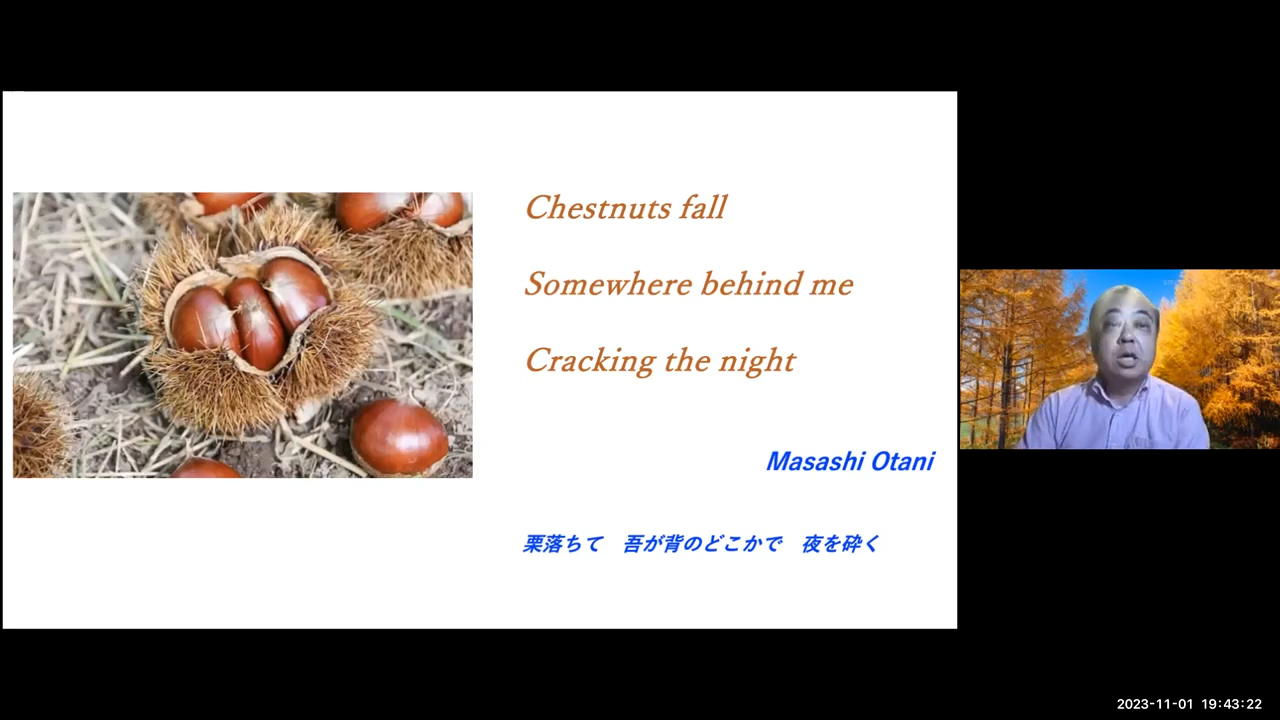 Chestnuts fall
Somewhere behind me
Cracking the night
Masashi Otani
栗落ちて　吾が背のどこかで　夜を砕く
2023-11-01 19:43:22